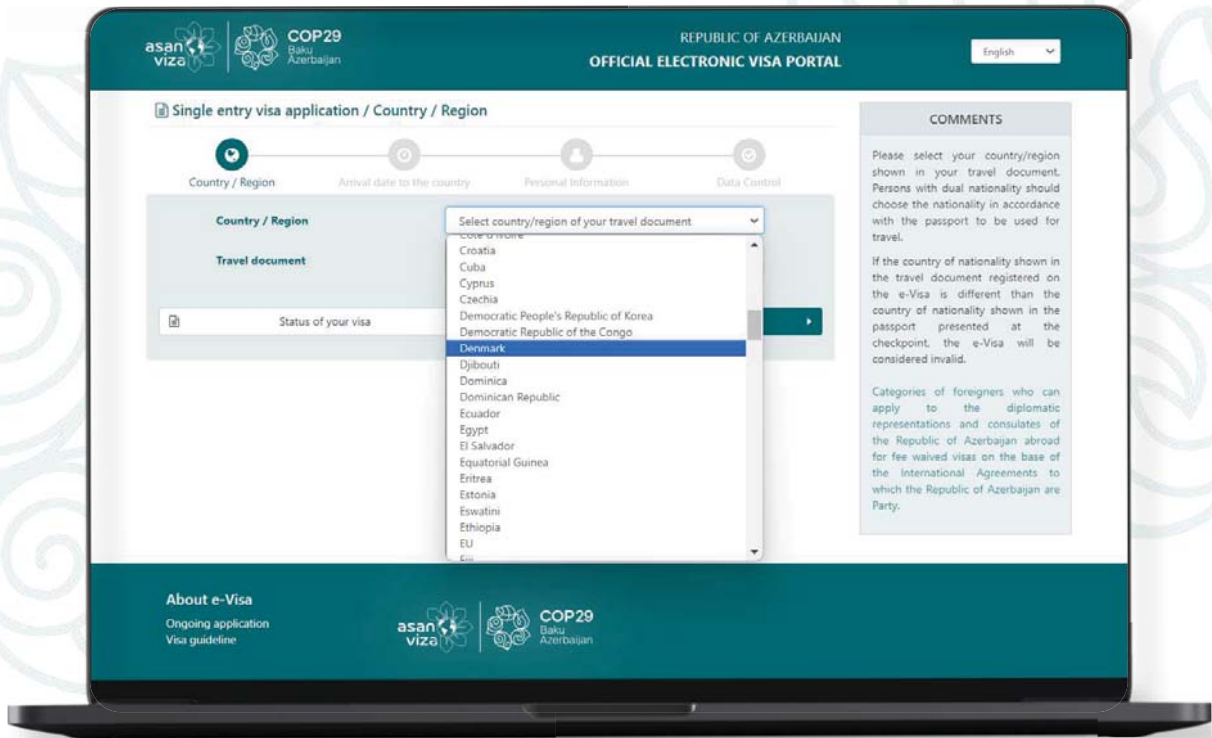 asan
viza
COP29
Baku
Azerbaijan
REPUBLIC OF AZERBAIJAN
OFFICIAL ELECTRONIC VISA PORTAL
English
Single entry visa application / Country / Region
Country / Region
Arrival date to the country
Personal Information
Data Control
Country / Region
Select country/region of your travel document
Travel document
Cote d'Ivoire
Croatia
Cuba
Cyprus
Czechia
Democratic People's Republic of Korea
Democratic Republic of the Congo
Denmark
Djibouti
Dominica
Dominican Republic
Ecuador
Egypt
El Salvador
Equatorial Guinea
Eritrea
Estonia
Eswatini
Ethiopia
EU
Status of your visa
COMMENTS
Please select your country/region
shown in your travel document.
Persons with dual nationality should
choose the nationality in accordance
with the passport to be used for
travel.
If the country of nationality shown in
the travel document registered on
the e-Visa is different than the
country of nationality shown in the
passport presented at the
checkpoint, the e-Visa will be
considered invalid.
Categories of foreigners who can
apply to the diplomatic
representations and consulates of
the Republic of Azerbaijan abroad
for fee waived visas on the base of
the International Agreements to
which the Republic of Azerbaijan are
Party.
About e-Visa
Ongoing application
Visa guideline
asan
viza
COP29
Baku
Azerbaijan